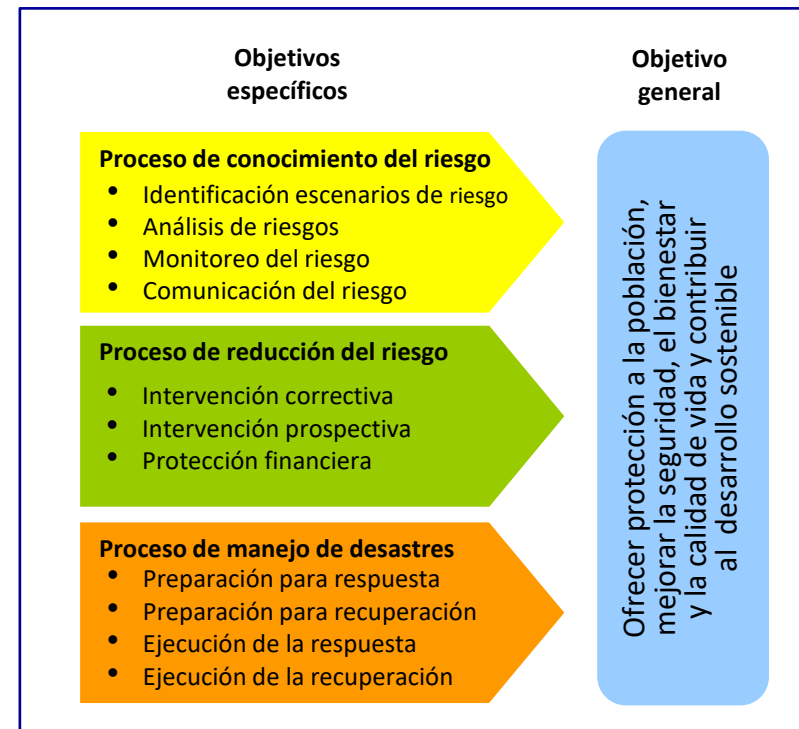 Objetivos
específicos
Objetivo
general
Proceso de conocimiento del riesgo
• Identificación escenarios de riesgo
• Análisis de riesgos
• Monitoreo del riesgo
• Comunicación del riesgo
Proceso de reducción del riesgo
• Intervención correctiva
• Intervención prospectiva
• Protección financiera
Proceso de manejo de desastres
• Preparación para respuesta
• Preparación para recuperación
• Ejecución de la respuesta
• Ejecución de la recuperación
Ofrecer protección a la población,
mejorar la seguridad, el bienestar
y la calidad de vida y contribuir
al desarrollo sostenible